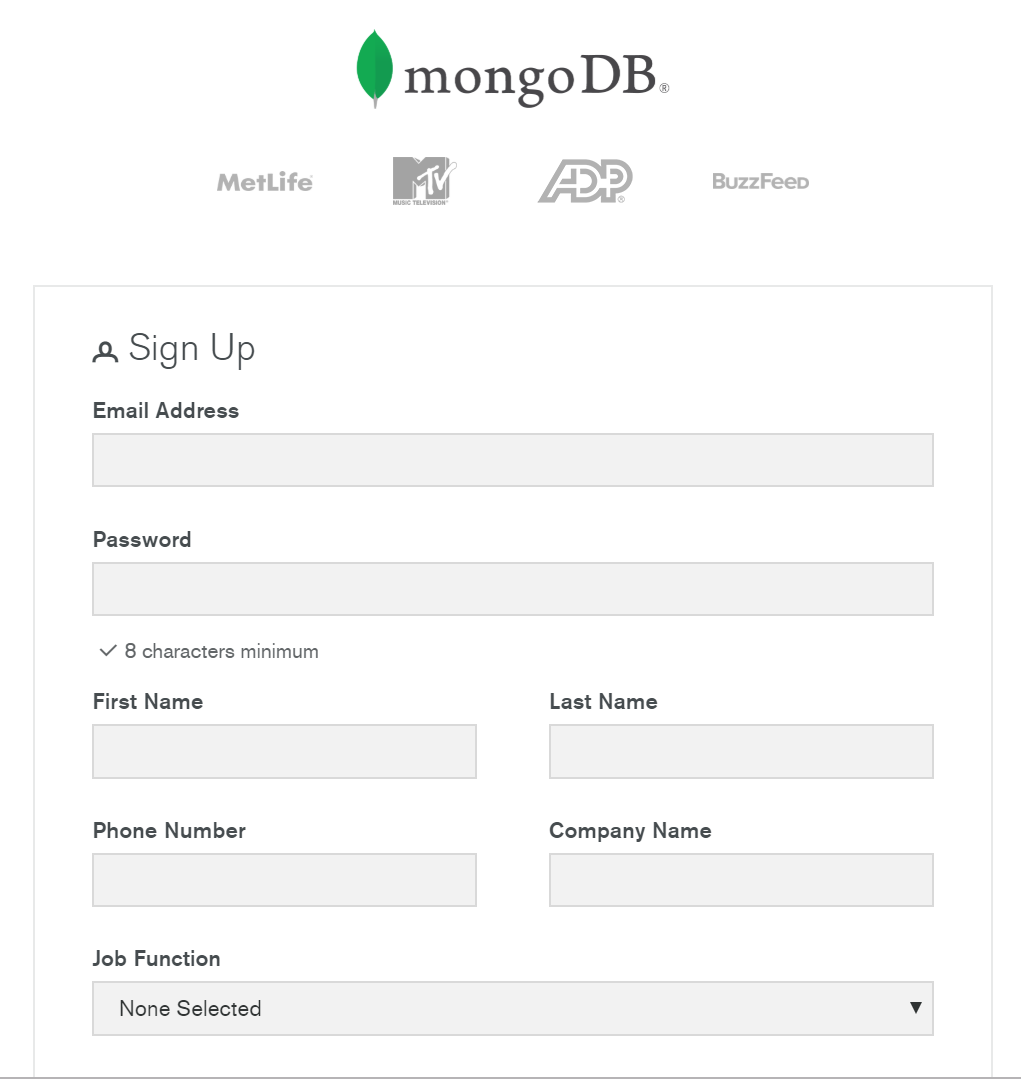 mongoDB®
MetLife MTV MUSIC TELEVISION® ADP® BUZZFEED
Sign Up
Email Address
Password
8 characters minimum
First Name Last Name
Phone Number Company Name
Job Function
None Selected